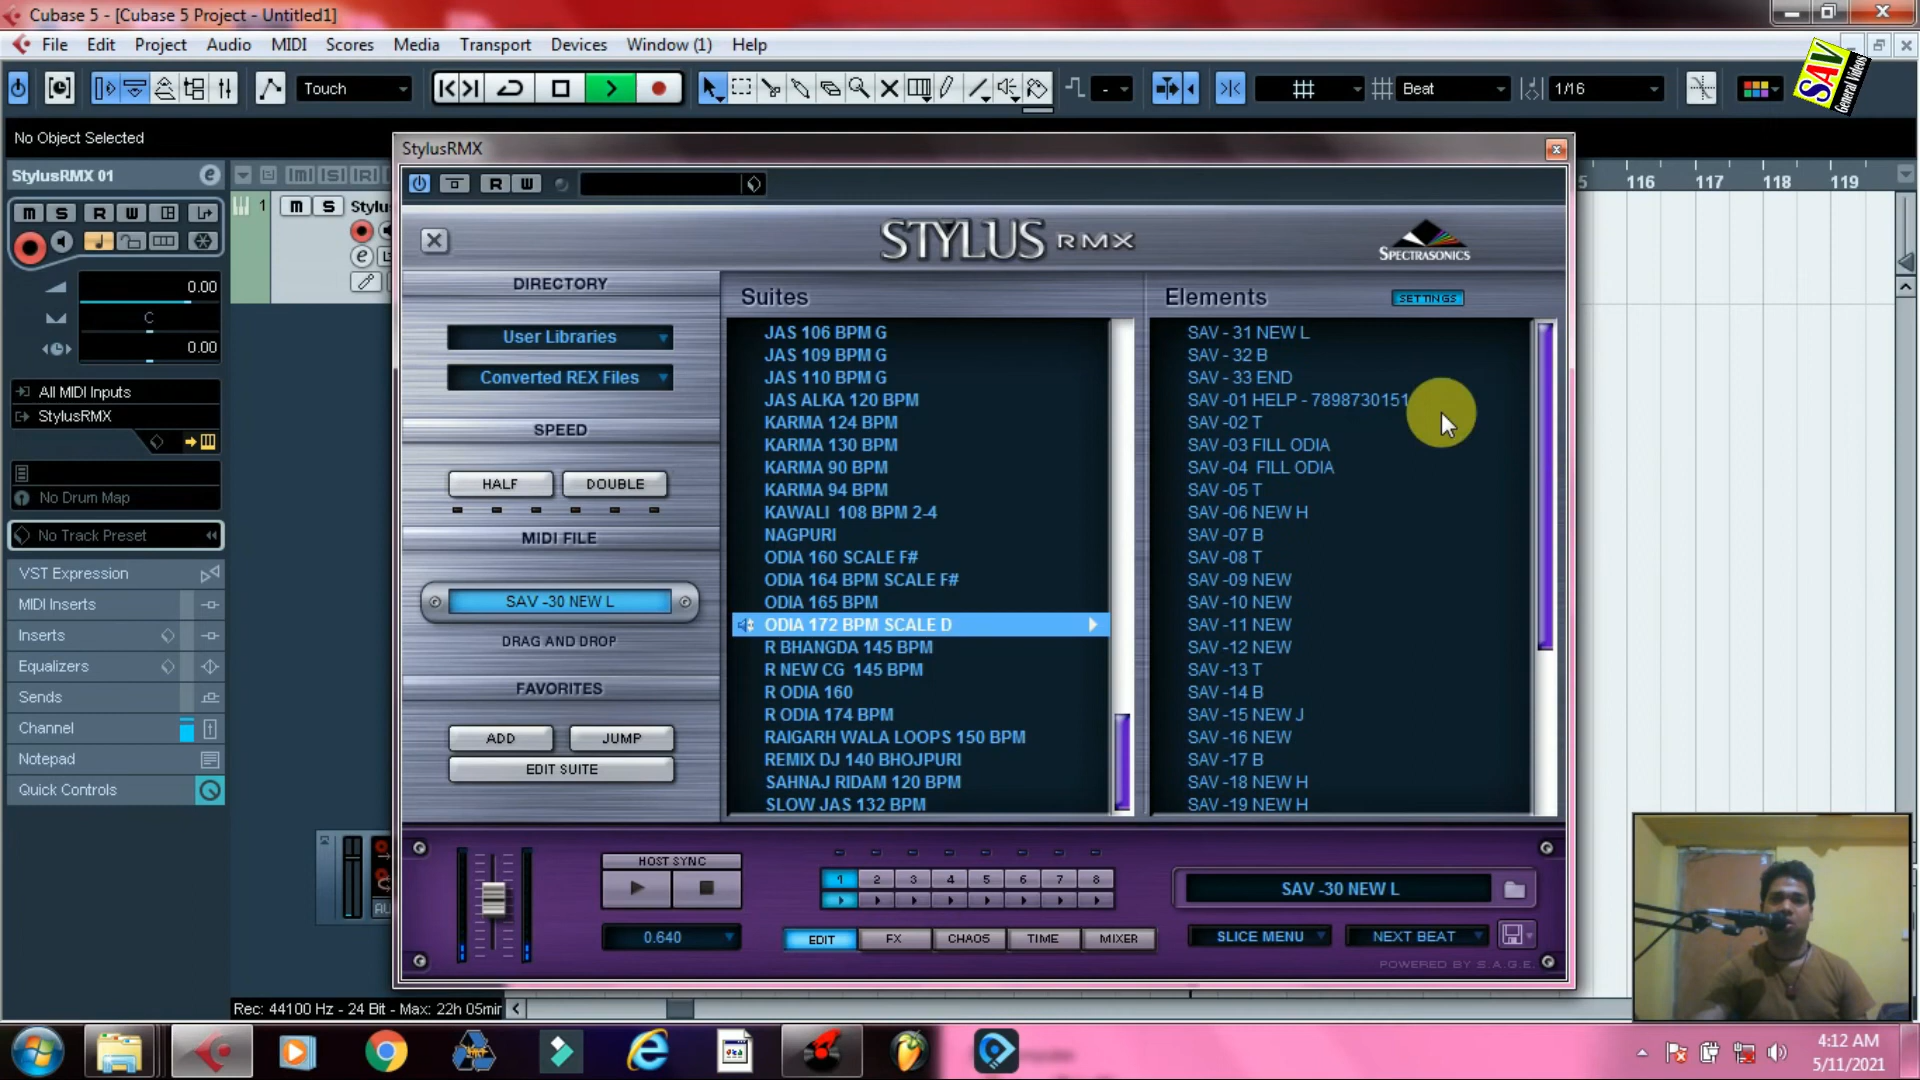 Cubase 5 - [Cubase 5 Project - Untitled1]
File Edit Project Audio MIDI Scores Media Transport Devices Window (1) Help
Touch - Beat 1/16
SAV General Videos
No Object Selected
StylusRMX 01
StylusRMX
116 117 118 119
M S R W
1 M S
R W
0.00
C
0.00
All MIDI Inputs
StylusRMX
No Drum Map
No Track Preset
VST Expression
MIDI Inserts
Inserts
Equalizers
Sends
Channel
Notepad
Quick Controls
STYLUS RMX
SPECTRASONICS
DIRECTORY
User Libraries
Converted REX Files
SPEED
HALF DOUBLE
MIDI FILE
SAV -30 NEW L
DRAG AND DROP
FAVORITES
ADD JUMP
EDIT SUITE
Suites
JAS 106 BPM G
JAS 109 BPM G
JAS 110 BPM G
JAS ALKA 120 BPM
KARMA 124 BPM
KARMA 130 BPM
KARMA 90 BPM
KARMA 94 BPM
KAWALI 108 BPM 2-4
NAGPURI
ODIA 160 SCALE F#
ODIA 164 BPM SCALE F#
ODIA 165 BPM
ODIA 172 BPM SCALE D
R BHANGDA 145 BPM
R NEW CG 145 BPM
R ODIA 160
R ODIA 174 BPM
RAIGARH WALA LOOPS 150 BPM
REMIX DJ 140 BHOJPURI
SAHNAJ RIDAM 120 BPM
SLOW JAS 132 BPM
Elements
SETTINGS
SAV - 31 NEW L
SAV - 32 B
SAV - 33 END
SAV -01 HELP - 7898730151
SAV -02 T
SAV -03 FILL ODIA
SAV -04 FILL ODIA
SAV -05 T
SAV -06 NEW H
SAV -07 B
SAV -08 T
SAV -09 NEW
SAV -10 NEW
SAV -11 NEW
SAV -12 NEW
SAV -13 T
SAV -14 B
SAV -15 NEW J
SAV -16 NEW
SAV -17 B
SAV -18 NEW H
SAV -19 NEW H
HOST SYNC
0.640
1 2 3 4 5 6 7 8
EDIT FX CHAOS TIME MIXER
SAV -30 NEW L
SLICE MENU NEXT BEAT
POWERED BY S.A.G.E.
Rec: 44100 Hz - 24 Bit - Max: 22h 05min
4:12 AM
5/11/2021